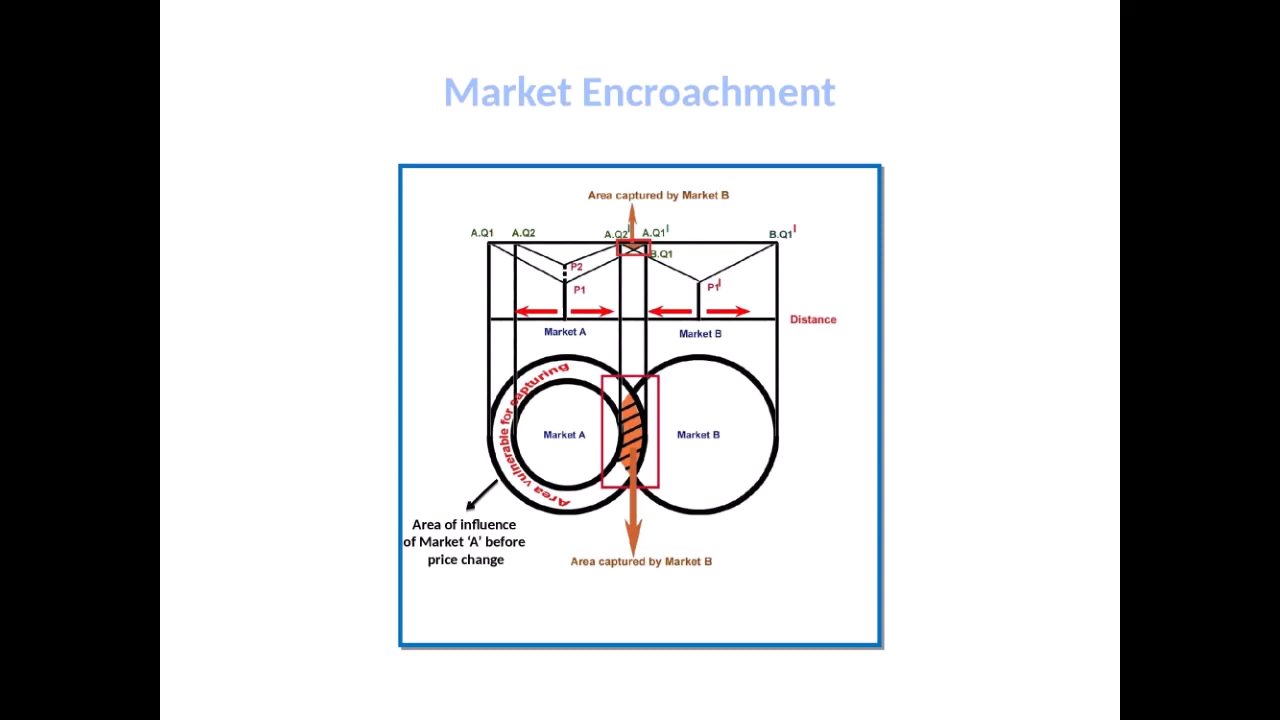 Market Encroachment
Area captured by Market B
A.Q1 A.Q2 A.Q2' A.Q1' B.Q1'
B.Q1
P2
P1 P1'
Distance
Market A Market B
Area vulnerable for capturing
Market A Market B
Area of influence
of Market ‘A’ before
price change
Area captured by Market B